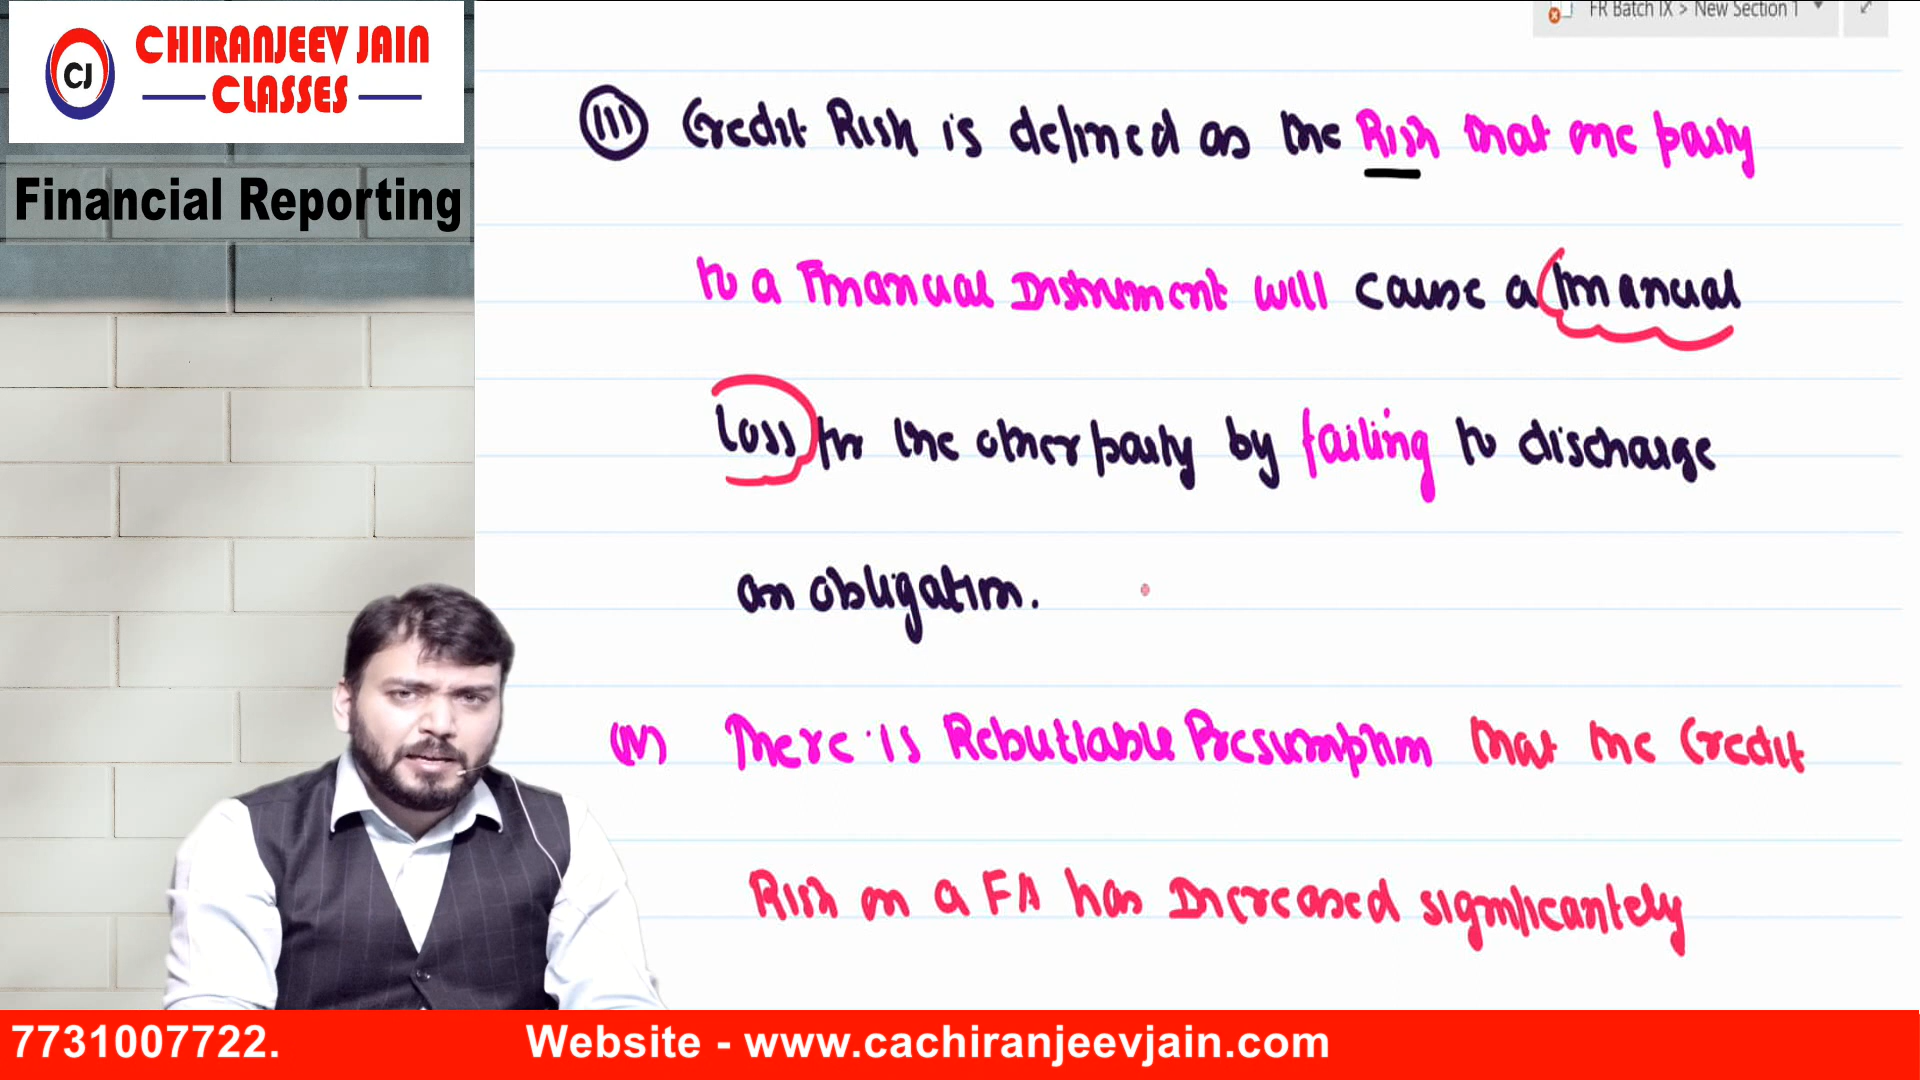 CHIRANJEEV JAIN
CJ
CLASSES
Financial Reporting
FR Batch IX > New Section 1
(III) Credit Risk is defined as the Risk that one party
to a Financial Instrument will cause a financial
loss for the other party by failing to discharge
an obligation.
(IV) There is Rebuttable Presumption that the Credit
Risk on a FA has Increased significantely
7731007722.
Website - www.cachiranjeevjain.com